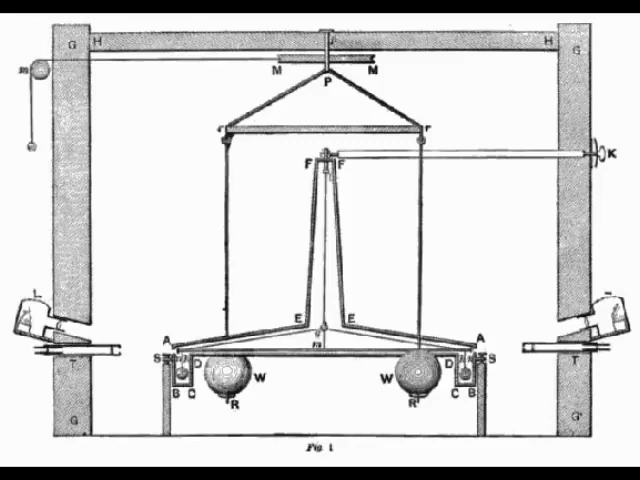 G H H G
m
M M
P
r r
F F K
L
E E
A A
S D D S
T T
W W
B C C B
R R
G G
Fig. 1